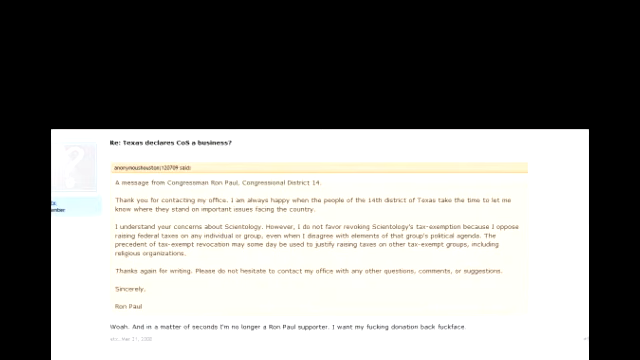 Re: Texas declares CoS a business?
said:
A message from Congressman Ron Paul, Congressional District 14.
Thank you for contacting my office. I am always happy when the people of the 14th district of Texas take the time to let me
know where they stand on important issues facing the country.
I understand your concerns about Scientology. However, I do not favor revoking Scientology's tax-exemption because I oppose
raising federal taxes on any individual or group, even when I disagree with elements of that group's political agenda. The
precedent of tax-exempt revocation may some day be used to justify raising taxes on other tax-exempt groups, including
religious organizations.
Thanks again for writing. Please do not hesitate to contact my office with any other questions, comments, or suggestions.
Sincerely,
Ron Paul
Woah. And in a matter of seconds I'm no longer a Ron Paul supporter. I want my fucking donation back fuckface.